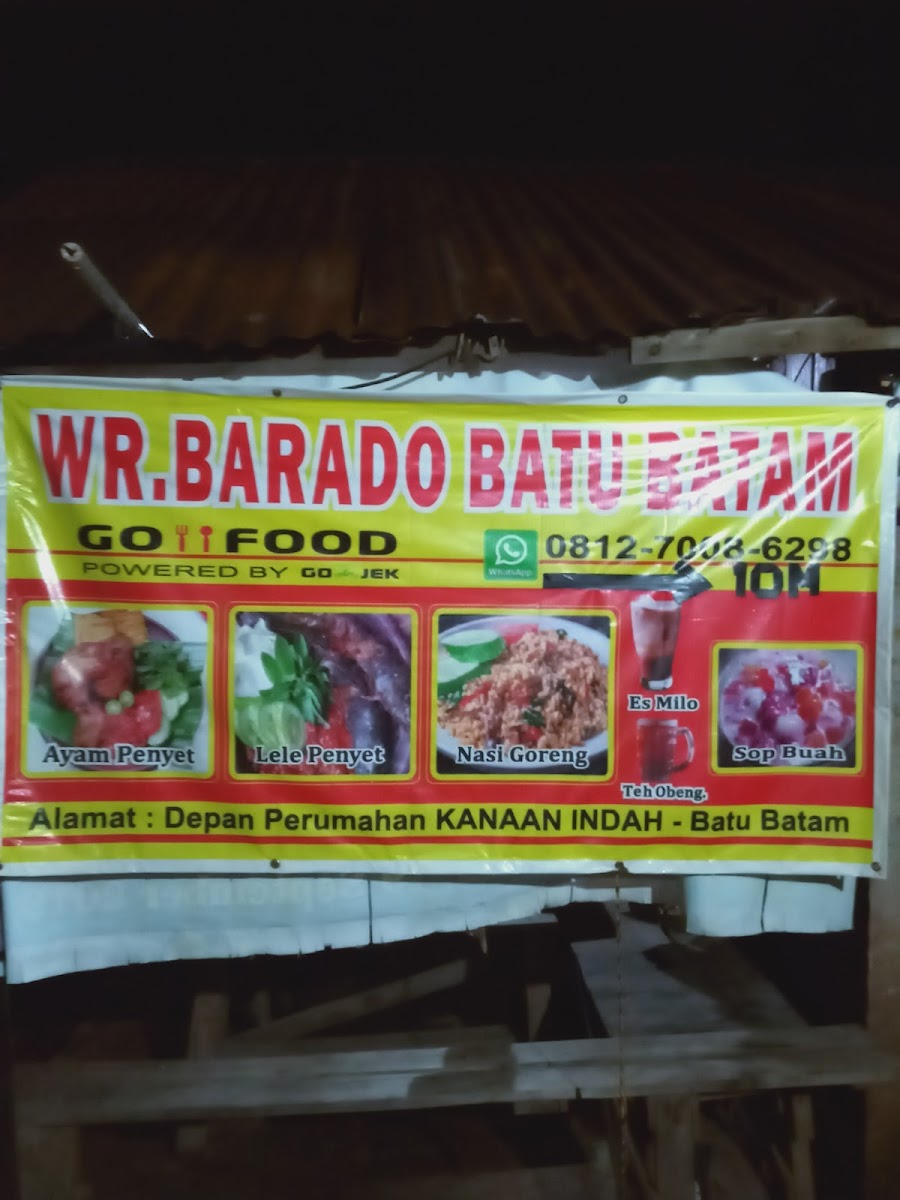 WR.BARADO BATU BATAM
GO FOOD
POWERED BY GO JEK
WhatsApp
0812-7008-6298
10M
Ayam Penyet
Lele Penyet
Nasi Goreng
Es Milo
Teh Obeng,
Sop Buah
Alamat : Depan Perumahan KANAAN INDAH - Batu Batam